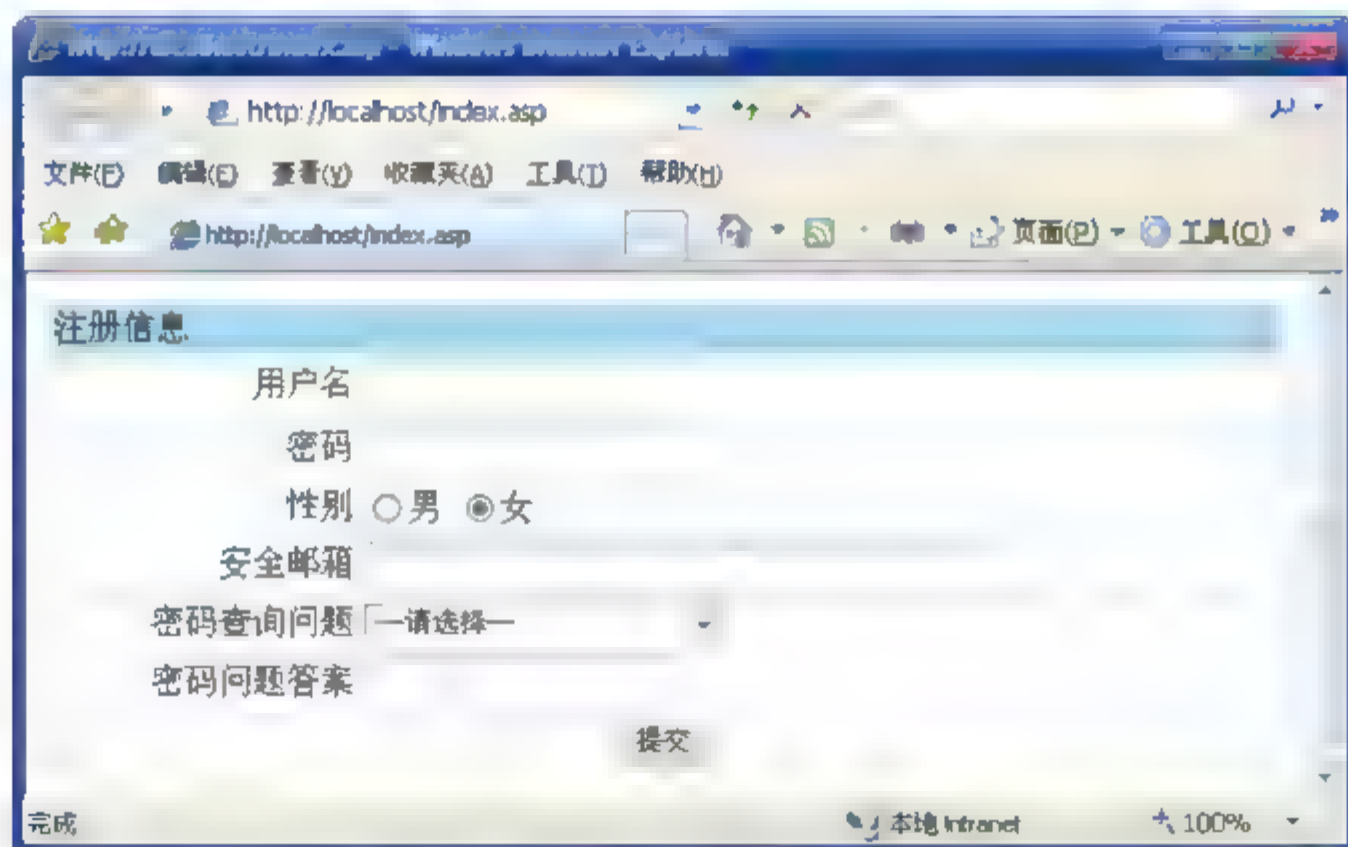 http://localhost/index.asp
文件(F) 编辑(E) 查看(V) 收藏夹(A) 工具(T) 帮助(H)
http://localhost/index.asp 页面(P) 工具(O)
注册信息
用户名
密码
性别 男 女
安全邮箱
密码查询问题 —请选择—
密码问题答案
提交
完成 本地 Intranet 100%